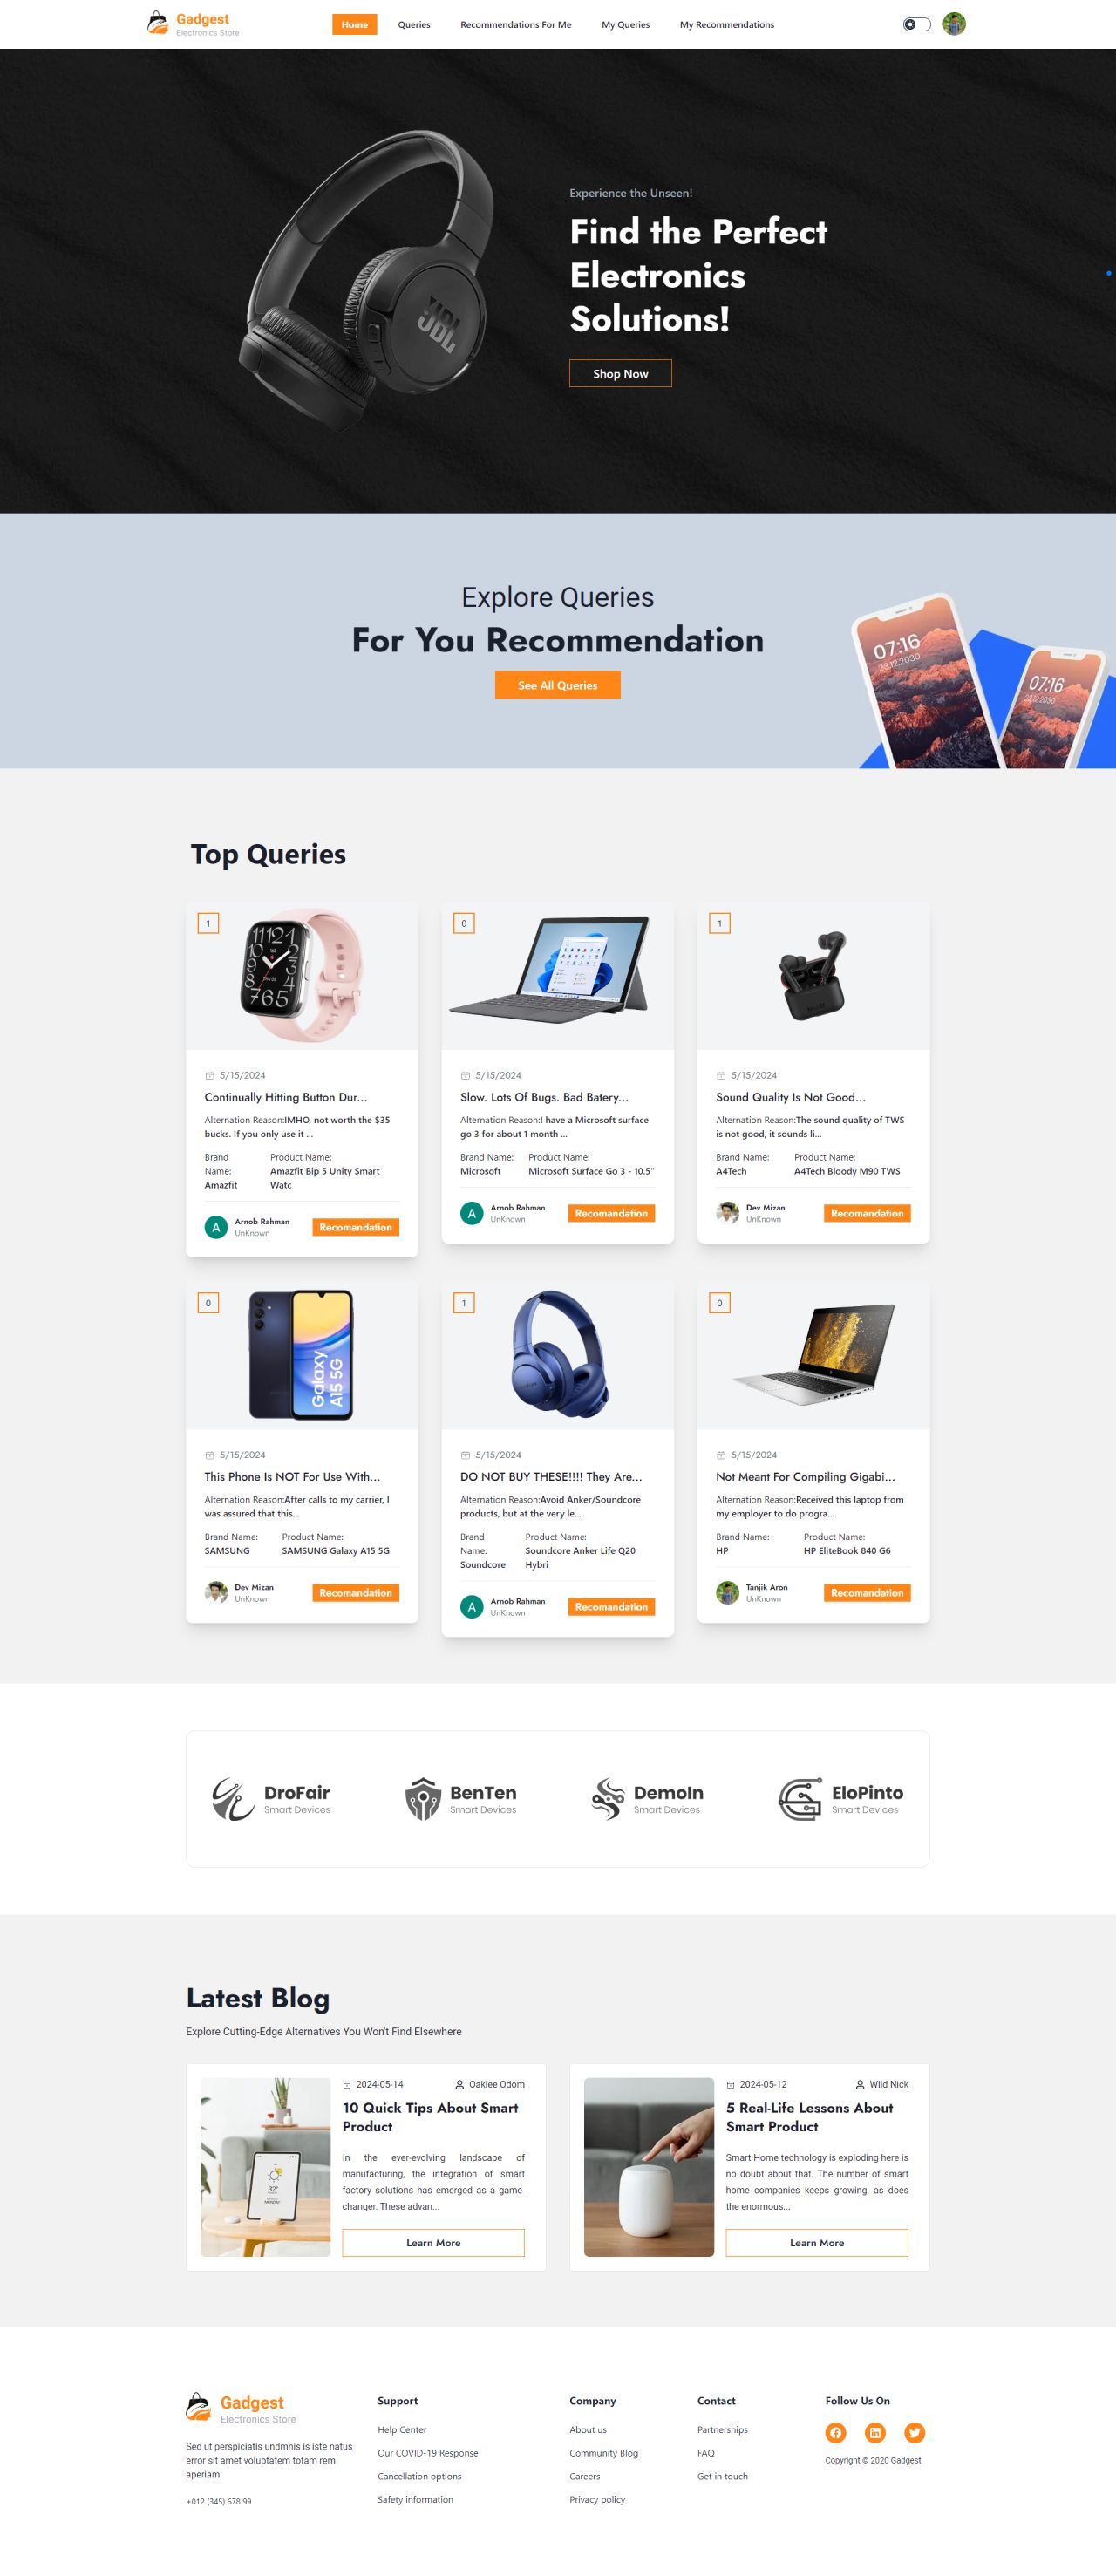 Gadgest
Electronics Store
Home
Queries
Recommendations For Me
My Queries
My Recommendations
Experience the Unseen!
Find the Perfect
Electronics
Solutions!
Shop Now
JBL
Explore Queries
For You Recommendation
See All Queries
07:16
23.12.2030
07:16
23.12.2030
Top Queries
1
5/15/2024
Continually Hitting Button Dur...
Alternation Reason:IMHO, not worth the $35
bucks. If you only use it ...
Brand
Name:
Amazfit
Product Name:
Amazfit Bip 5 Unity Smart
Watc
A
Arnob Rahman
UnKnown
Recomandation
0
5/15/2024
Slow. Lots Of Bugs. Bad Batery...
Alternation Reason:I have a Microsoft surface
go 3 for about 1 month ...
Brand Name:
Microsoft
Product Name:
Microsoft Surface Go 3 - 10.5"
A
Arnob Rahman
UnKnown
Recomandation
1
5/15/2024
Sound Quality Is Not Good...
Alternation Reason:The sound quality of TWS
is not good, it sounds li...
Brand Name:
A4Tech
Product Name:
A4Tech Bloody M90 TWS
Dev Mizan
UnKnown
Recomandation
0
Galaxy
A15 5G
5/15/2024
This Phone Is NOT For Use With...
Alternation Reason:After calls to my carrier, I
was assured that this...
Brand Name:
SAMSUNG
Product Name:
SAMSUNG Galaxy A15 5G
Dev Mizan
UnKnown
Recomandation
1
5/15/2024
DO NOT BUY THESE!!!! They Are...
Alternation Reason:Avoid Anker/Soundcore
products, but at the very le...
Brand
Name:
Soundcore
Product Name:
Soundcore Anker Life Q20
Hybri
A
Arnob Rahman
UnKnown
Recomandation
0
5/15/2024
Not Meant For Compiling Gigabi...
Alternation Reason:Received this laptop from
my employer to do progra...
Brand Name:
HP
Product Name:
HP EliteBook 840 G6
Tanjik Aron
UnKnown
Recomandation
DroFair
Smart Devices
BenTen
Smart Devices
DemoIn
Smart Devices
EloPinto
Smart Devices
Latest Blog
Explore Cutting-Edge Alternatives You Won't Find Elsewhere
2024-05-14
Oaklee Odom
10 Quick Tips About Smart
Product
In the ever-evolving landscape of
manufacturing, the integration of smart
factory solutions has emerged as a game-
changer. These advan...
Learn More
2024-05-12
Wild Nick
5 Real-Life Lessons About
Smart Product
Smart Home technology is exploding here is
no doubt about that. The number of smart
home companies keeps growing, as does
the enormous...
Learn More
Gadgest
Electronics Store
Sed ut perspiciatis undmnis is iste natus
error sit amet voluptatem totam rem
aperiam.
+012 (345) 678 99
Support
Help Center
Our COVID-19 Response
Cancellation options
Safety information
Company
About us
Community Blog
Careers
Privacy policy
Contact
Partnerships
FAQ
Get in touch
Follow Us On
Copyright © 2020 Gadgest